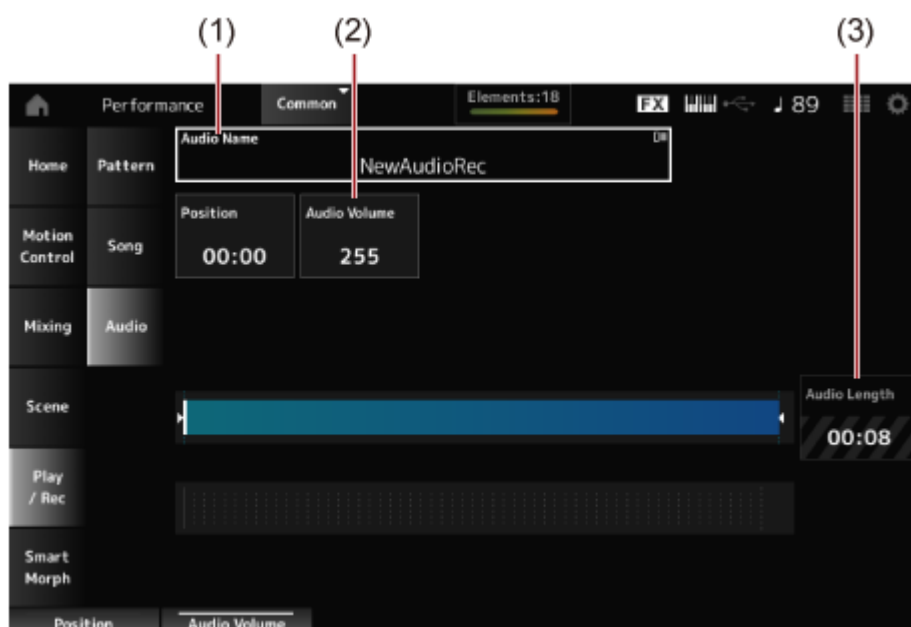 (1) (2) (3)
Performance Common Elements:18 FX ♩ 89
Audio Name
NewAudioRec
Home Pattern
Position Audio Volume
00:00 255
Motion
Control
Song
Mixing Audio
Scene
Audio Length
00:08
Play
/ Rec
Smart
Morph
Position Audio Volume